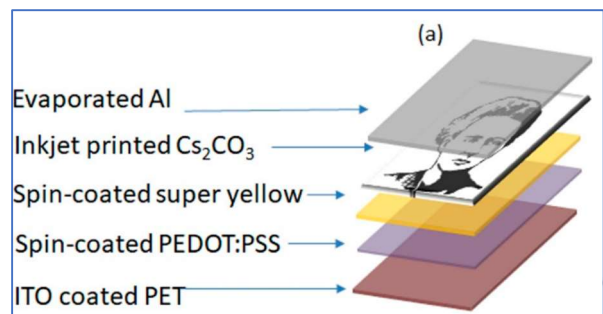 (a)
Evaporated Al
Inkjet printed Cs₂CO₃
Spin-coated super yellow
Spin-coated PEDOT:PSS
ITO coated PET